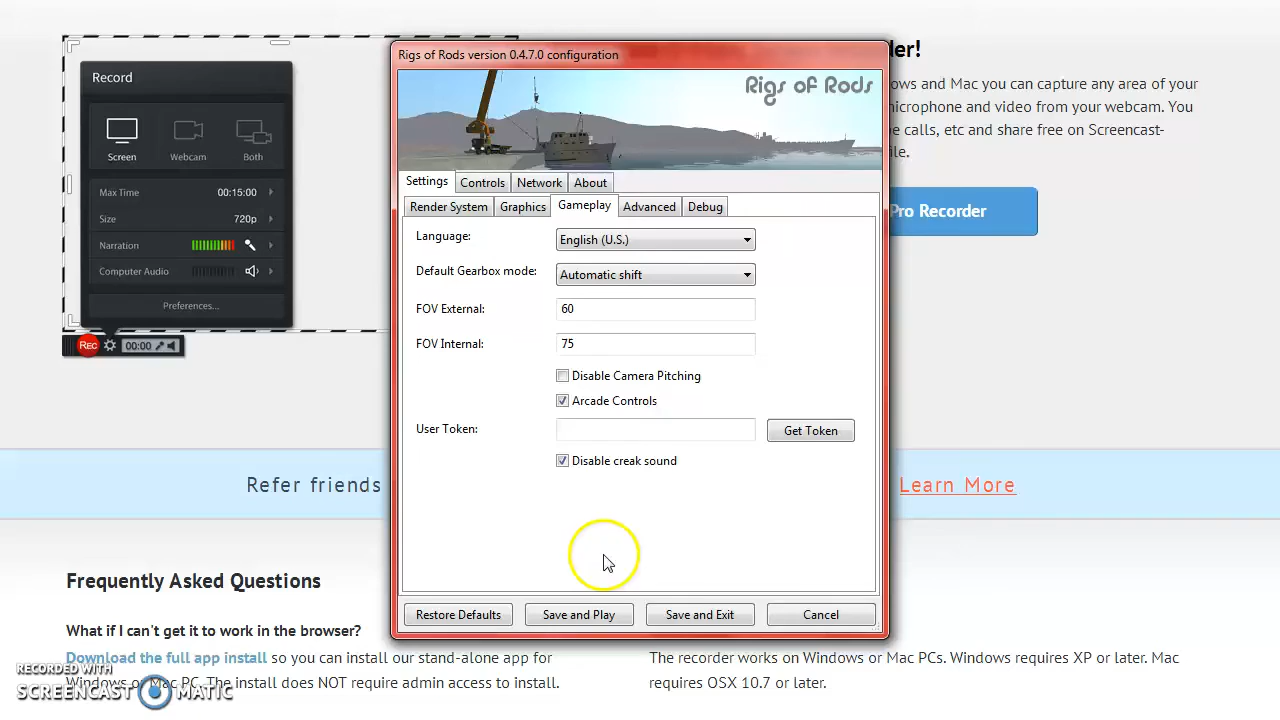 Record
Screen
Webcam
Both
Max Time 00:15:00
Size 720p
Narration
Computer Audio
Preferences...
REC 00:00
Rigs of Rods version 0.4.7.0 configuration
Rigs of Rods
Settings Controls Network About
Render System Graphics Gameplay Advanced Debug
Language: English (U.S.)
Default Gearbox mode: Automatic shift
FOV External: 60
FOV Internal: 75
Disable Camera Pitching
Arcade Controls
User Token: Get Token
Disable creak sound
Restore Defaults Save and Play Save and Exit Cancel
der!
ows and Mac you can capture any area of your
microphone and video from your webcam. You
e calls, etc and share free on Screencast-
ile.
Pro Recorder
Refer friends
Learn More
Frequently Asked Questions
What if I can't get it to work in the browser?
Download the full app install so you can install our stand-alone app for
Windows or Mac PC. The install does NOT require admin access to install.
The recorder works on Windows or Mac PCs. Windows requires XP or later. Mac
requires OSX 10.7 or later.
RECORDED WITH
SCREENCAST MATIC